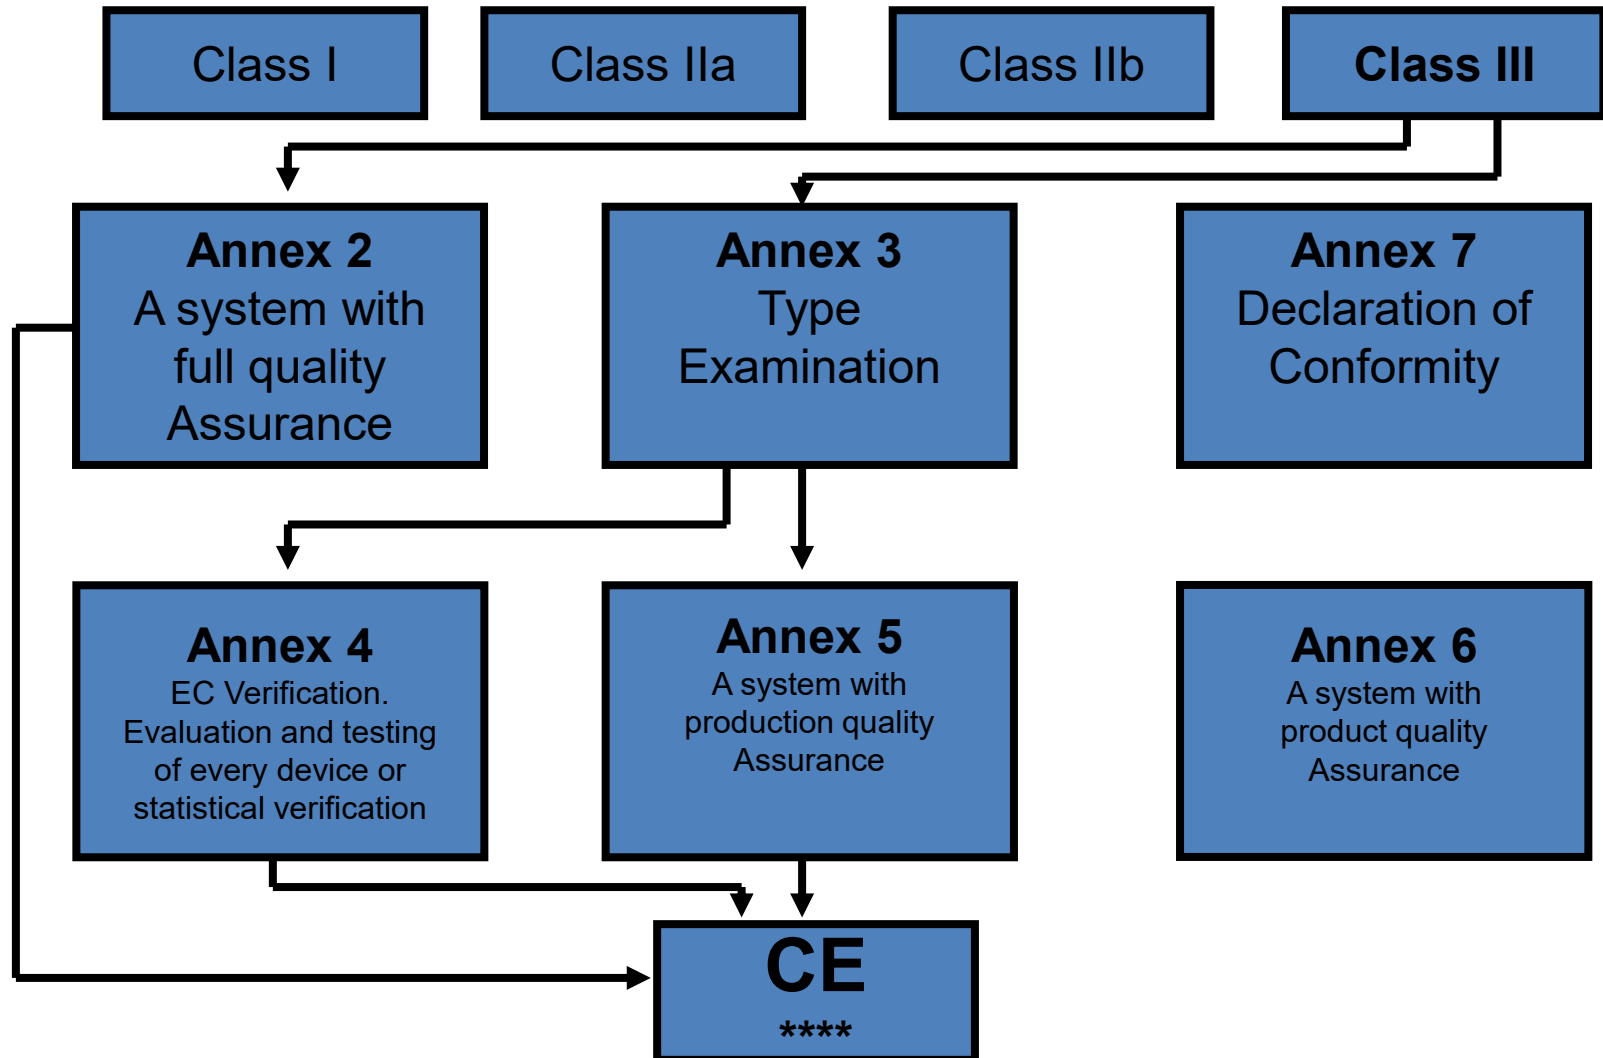 Class I
Class IIa
Class IIb
Class III
Annex 2
A system with
full quality
Assurance
Annex 3
Type
Examination
Annex 7
Declaration of
Conformity
Annex 4
EC Verification.
Evaluation and testing
of every device or
statistical verification
Annex 5
A system with
production quality
Assurance
Annex 6
A system with
product quality
Assurance
CE
****